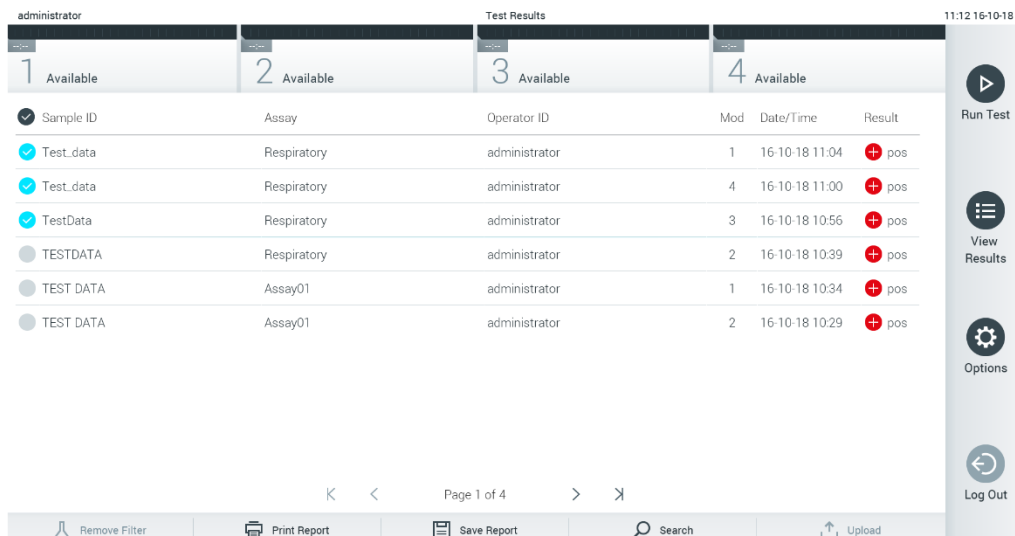 administrator Test Results 11:12 16-10-18
--:-- --:-- --:-- --:--
1 Available 2 Available 3 Available 4 Available
Run Test
Sample ID Assay Operator ID Mod Date/Time Result
Test_data Respiratory administrator 1 16-10-18 11:04 pos
Test_data Respiratory administrator 4 16-10-18 11:00 pos
TestData Respiratory administrator 3 16-10-18 10:56 pos
View
Results
TESTDATA Respiratory administrator 2 16-10-18 10:39 pos
TEST DATA Assay01 administrator 1 16-10-18 10:34 pos
TEST DATA Assay01 administrator 2 16-10-18 10:29 pos
Options
Page 1 of 4
Log Out
Remove Filter Print Report Save Report Search Upload